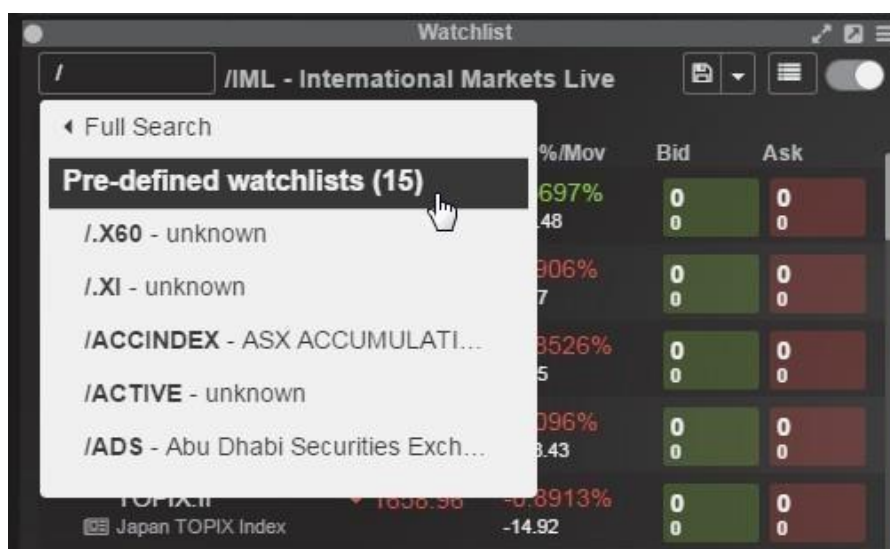 Watchlist
/
/IML - International Markets Live
Full Search
%/Mov Bid Ask
Pre-defined watchlists (15)
697% 0 0
.48 0 0
/.X60 - unknown
906% 0 0
7 0 0
/.XI - unknown
/ACCINDEX - ASX ACCUMULATI...
8526% 0 0
5 0 0
/ACTIVE - unknown
096% 0 0
3.43 0 0
/ADS - Abu Dhabi Securities Exch...
TOPIX.II 1658.96 -0.8913% 0 0
Japan TOPIX Index -14.92 0 0